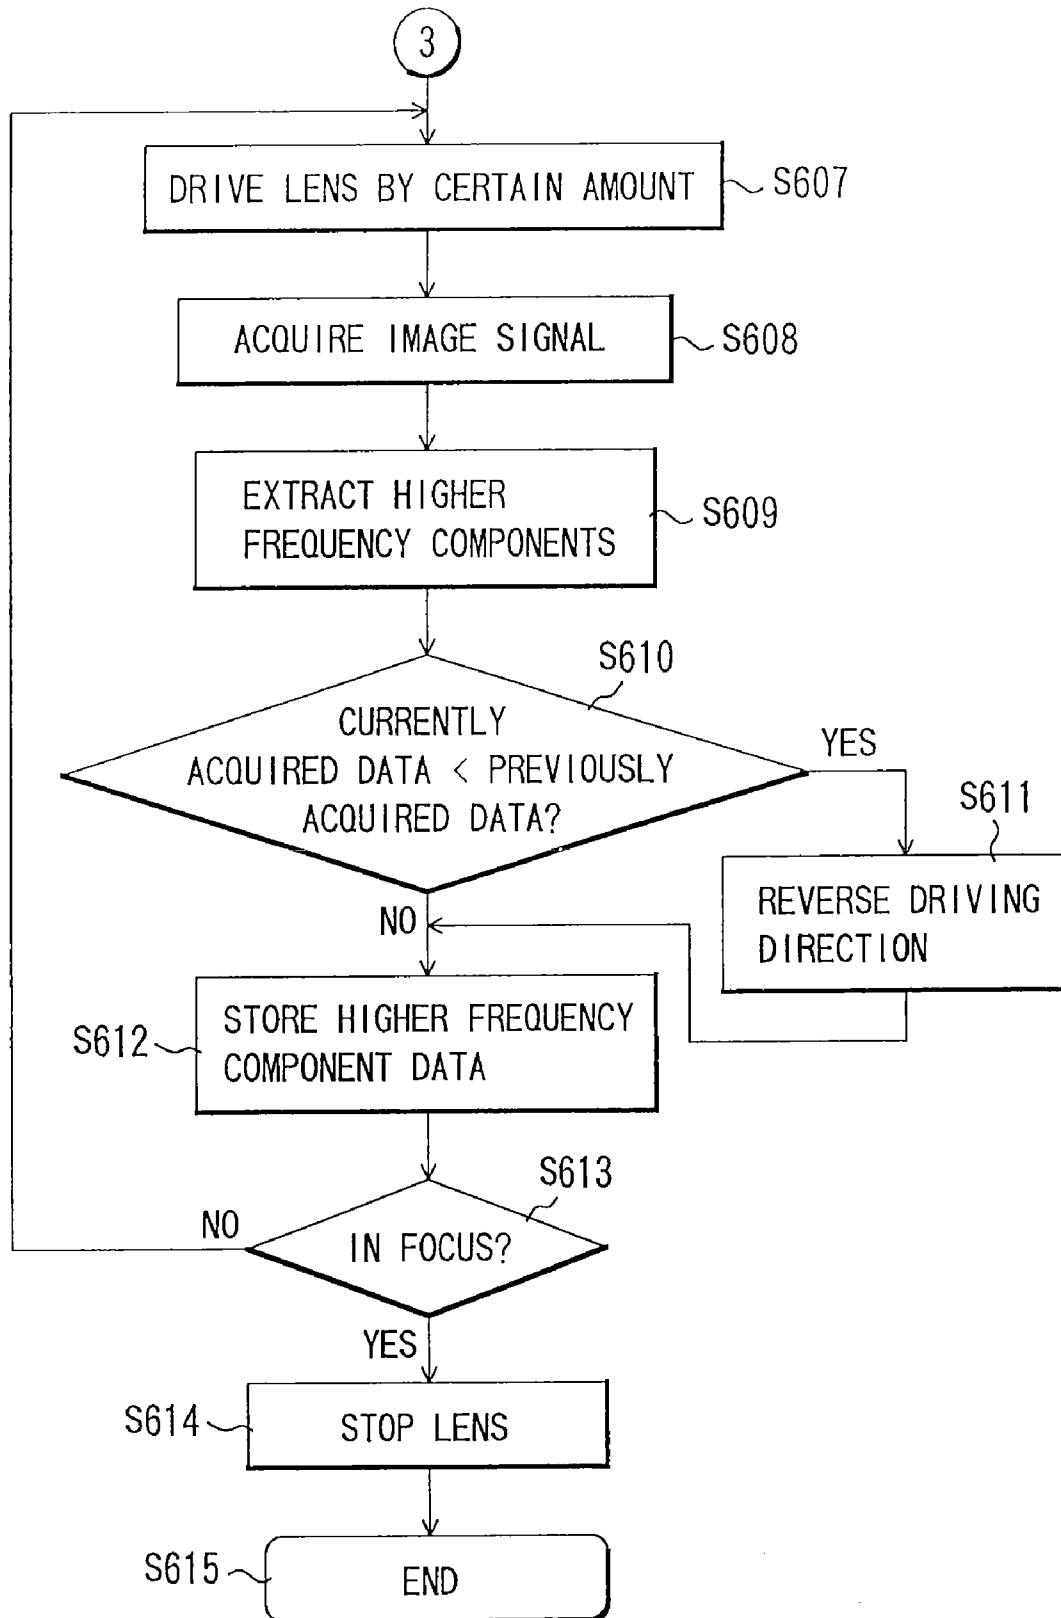 3
DRIVE LENS BY CERTAIN AMOUNT
S607
ACQUIRE IMAGE SIGNAL
S608
EXTRACT HIGHER
FREQUENCY COMPONENTS
S609
S610
CURRENTLY
ACQUIRED DATA < PREVIOUSLY
ACQUIRED DATA?
YES
S611
REVERSE DRIVING
DIRECTION
NO
S612
STORE HIGHER FREQUENCY
COMPONENT DATA
S613
NO
IN FOCUS?
YES
S614
STOP LENS
S615
END